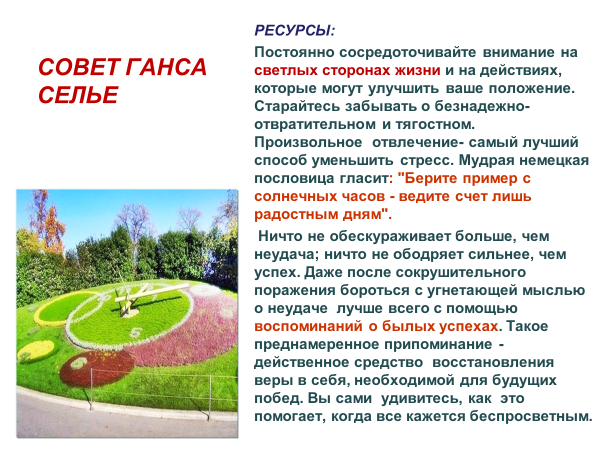 СОВЕТ ГАНСА
СЕЛЬЕ
РЕСУРСЫ:
Постоянно сосредоточивайте внимание на
светлых сторонах жизни и на действиях,
которые могут улучшить ваше положение.
Старайтесь забывать о безнадежно-
отвратительном и тягостном.
Произвольное отвлечение- самый лучший
способ уменьшить стресс. Мудрая немецкая
пословица гласит: "Берите пример с
солнечных часов - ведите счет лишь
радостным дням".
Ничто не обескураживает больше, чем
неудача; ничто не ободряет сильнее, чем
успех. Даже после сокрушительного
поражения бороться с угнетающей мыслью
о неудаче лучше всего с помощью
воспоминаний о былых успехах. Такое
преднамеренное припоминание -
действенное средство восстановления
веры в себя, необходимой для будущих
побед. Вы сами удивитесь, как это
помогает, когда все кажется беспросветным.